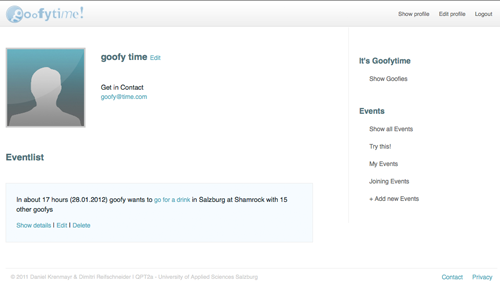 goofytime!
Show profile Edit profile Logout
goofy time Edit
Get in Contact
goofy@time.com
Eventlist
In about 17 hours (28.01.2012) goofy wants to go for a drink in Salzburg at Shamrock with 15
other goofys
Show details | Edit | Delete
It's Goofytime
Show Goofies
Events
Show all Events
Try this!
My Events
Joining Events
+ Add new Events
© 2011 Daniel Krenmayr & Dimitri Reifschneider | GPT2a - University of Applied Sciences Salzburg
Contact Privacy